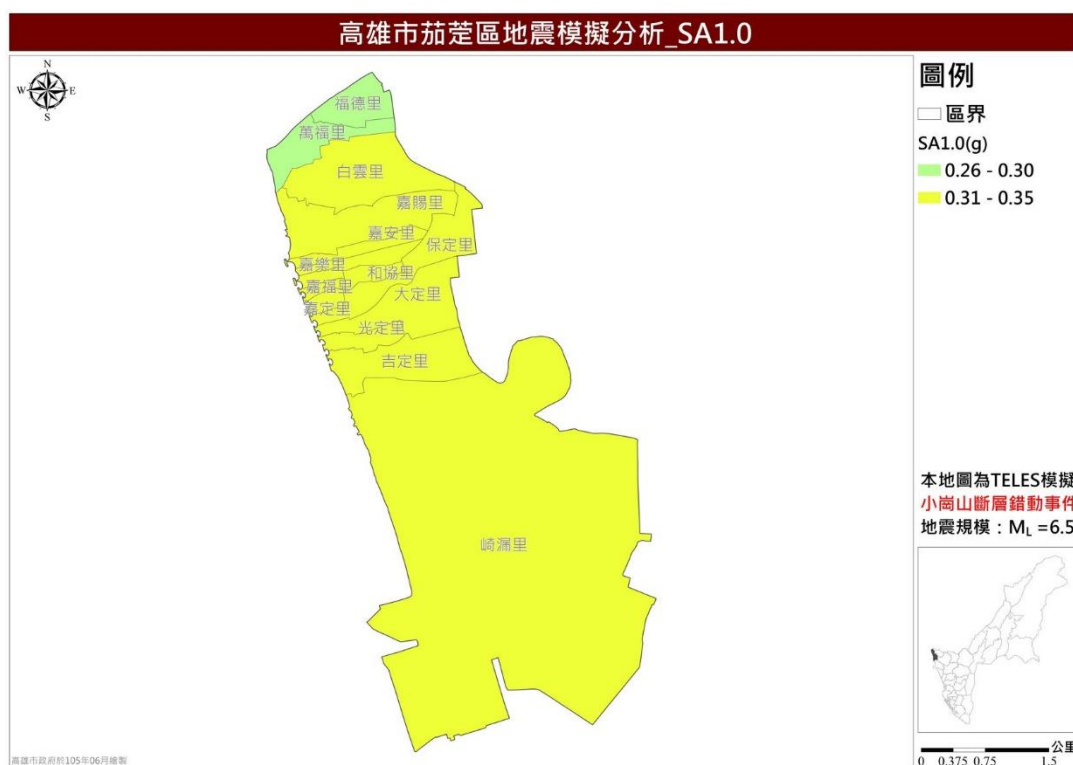 高雄市茄萣區地震模擬分析_SA1.0
N
W
E
S
福德里
萬福里
白雲里
嘉賜里
嘉安里
保定里
嘉樂里
和協里
嘉福里
大定里
嘉定里
光定里
吉定里
崎漏里
圖例
區界
SA1.0(g)
0.26 - 0.30
0.31 - 0.35
本地圖為TELES模擬
小崗山斷層錯動事件
地震規模：ML =6.5
公里
0 0.375 0.75 1.5
高雄市政府於105年06月繪製